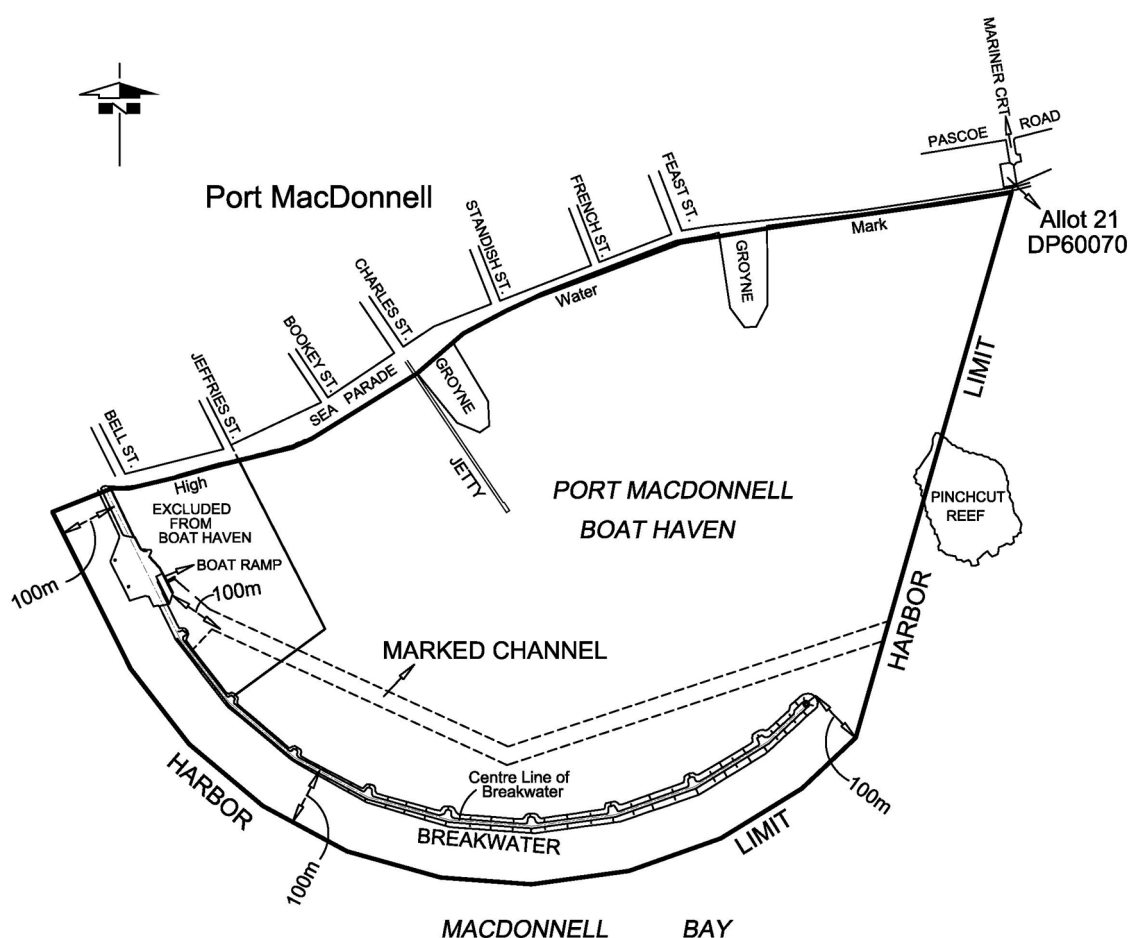 MARINER CRT
PASCOE ROAD
N
Port MacDonnell
Allot 21
DP60070
FEAST ST.
FRENCH ST.
STANDISH ST.
CHARLES ST.
BOOKEY ST.
JEFFRIES ST.
BELL ST.
SEA PARADE
High
Water
Mark
GROYNE
GROYNE
JETTY
LIMIT
HARBOR
PINCHCUT
REEF
PORT MACDONNELL
BOAT HAVEN
EXCLUDED
FROM
BOAT HAVEN
BOAT RAMP
100m
100m
MARKED CHANNEL
Centre Line of
Breakwater
BREAKWATER
HARBOR
LIMIT
100m
100m
MACDONNELL BAY